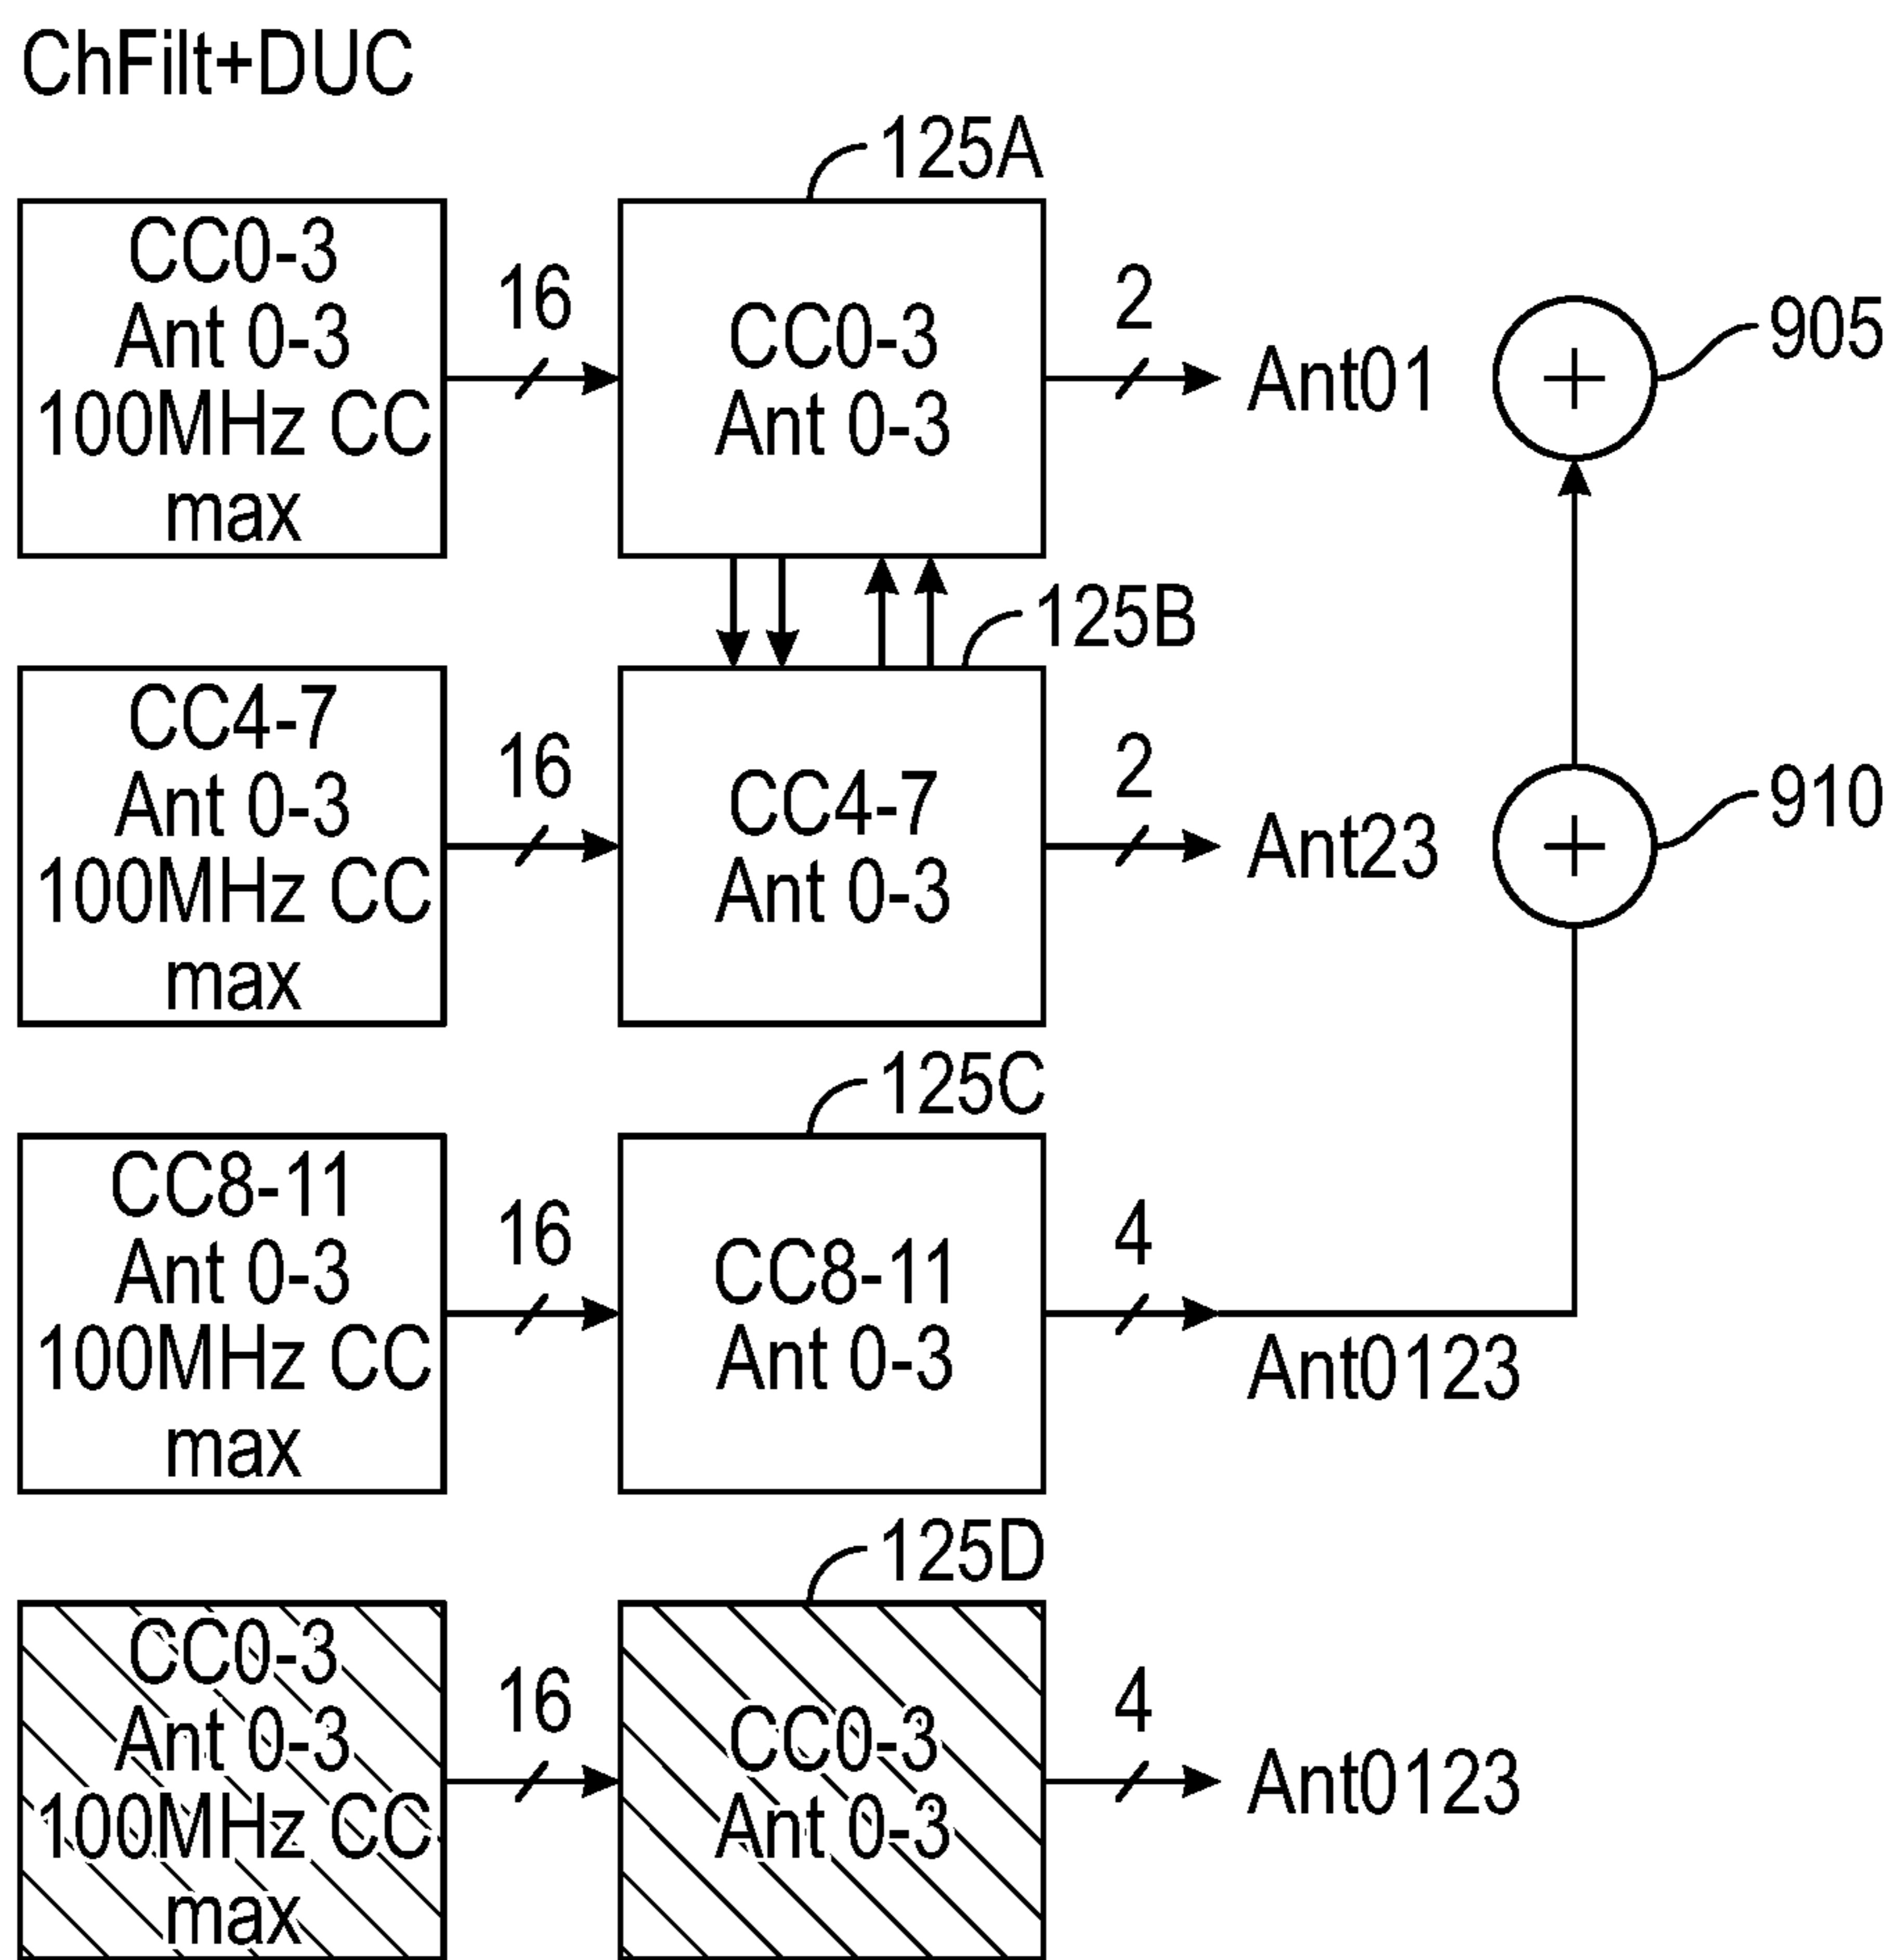 ChFilt+DUC
125A
CC0-3
Ant 0-3
100MHz CC
max
16
CC0-3
Ant 0-3
2
Ant01
+
905
125B
CC4-7
Ant 0-3
100MHz CC
max
16
CC4-7
Ant 0-3
2
Ant23
+
910
125C
CC8-11
Ant 0-3
100MHz CC
max
16
CC8-11
Ant 0-3
4
Ant0123
125D
CC0-3
Ant 0-3
100MHz CC
max
16
CC0-3
Ant 0-3
4
Ant0123